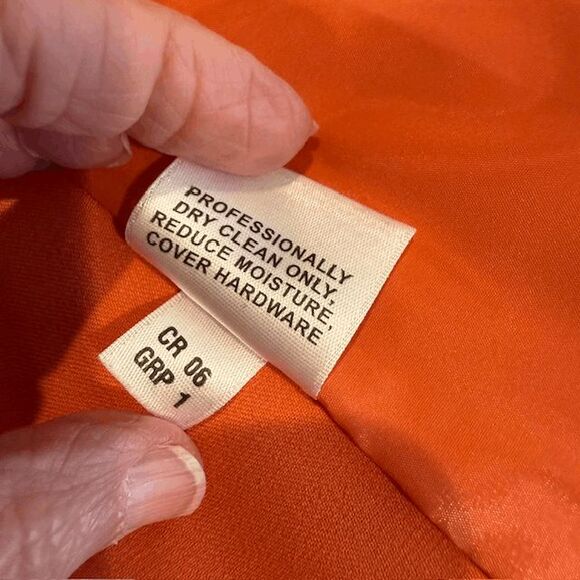 PROFESSIONALLY
DRY CLEAN ONLY,
REDUCE MOISTURE,
COVER HARDWARE
CR 06
GRP 1